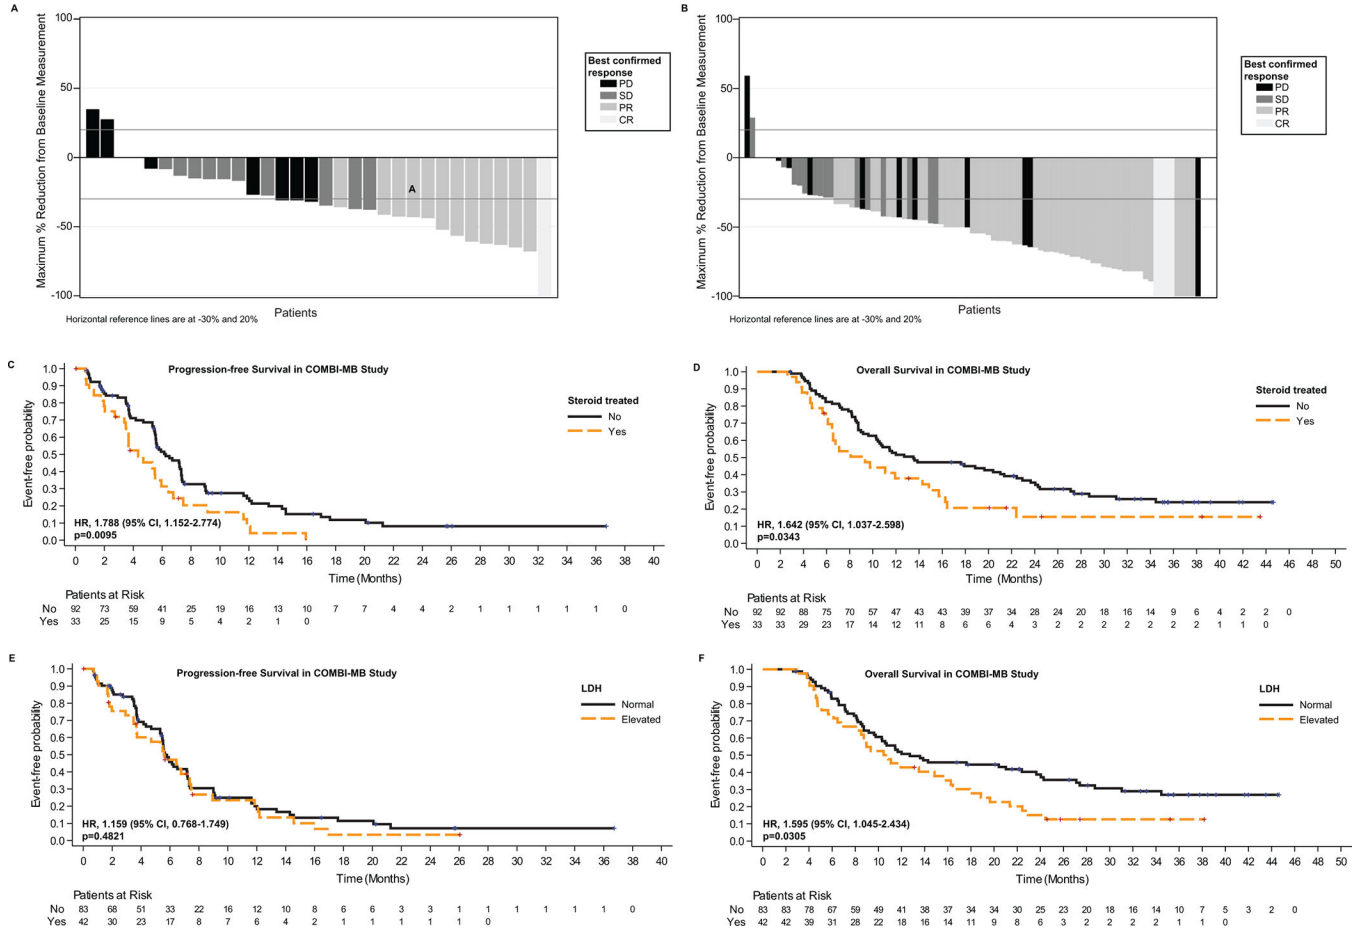 A
Maximum % Reduction from Baseline Measurement
100
50
0
-50
-100
A
Patients
Horizontal reference lines are at -30% and 20%
Best confirmed
response
PD
SD
PR
CR
B
Maximum % Reduction from Baseline Measurement
100
50
0
-50
-100
Patients
Horizontal reference lines are at -30% and 20%
Best confirmed
response
PD
SD
PR
CR
C
Progression-free Survival in COMBI-MB Study
Event-free probability
1.0
0.9
0.8
0.7
0.6
0.5
0.4
0.3
0.2
0.1
0.0
Steroid treated
No
Yes
HR, 1.788 (95% CI, 1.152-2.774)
p=0.0095
0 2 4 6 8 10 12 14 16 18 20 22 24 26 28 30 32 34 36 38 40
Time (Months)
Patients at Risk
No 92 73 59 41 25 19 16 13 10 7 7 4 4 2 1 1 1 1 1 0
Yes 33 25 15 9 5 4 2 1 0
D
Overall Survival in COMBI-MB Study
Event-free probability
1.0
0.9
0.8
0.7
0.6
0.5
0.4
0.3
0.2
0.1
0.0
Steroid treated
No
Yes
HR, 1.642 (95% CI, 1.037-2.598)
p=0.0343
0 2 4 6 8 10 12 14 16 18 20 22 24 26 28 30 32 34 36 38 40 42 44 46 48 50
Time (Months)
Patients at Risk
No 92 92 88 75 70 57 47 43 43 39 37 34 28 24 20 18 16 14 9 6 4 2 2 0
Yes 33 33 29 23 17 14 12 11 8 6 6 4 3 2 2 2 2 2 2 2 1 1 0
E
Progression-free Survival in COMBI-MB Study
Event-free probability
1.0
0.9
0.8
0.7
0.6
0.5
0.4
0.3
0.2
0.1
0.0
LDH
Normal
Elevated
HR, 1.159 (95% CI, 0.768-1.749)
p=0.4821
0 2 4 6 8 10 12 14 16 18 20 22 24 26 28 30 32 34 36 38 40
Time (Months)
Patients at Risk
No 83 68 51 33 22 16 12 10 8 6 6 3 3 1 1 1 1 1 1 0
Yes 42 30 23 17 8 7 6 4 2 1 1 1 1 1 0
F
Overall Survival in COMBI-MB Study
Event-free probability
1.0
0.9
0.8
0.7
0.6
0.5
0.4
0.3
0.2
0.1
0.0
LDH
Normal
Elevated
HR, 1.595 (95% CI, 1.045-2.434)
p=0.0305
0 2 4 6 8 10 12 14 16 18 20 22 24 26 28 30 32 34 36 38 40 42 44 46 48 50
Time (Months)
Patients at Risk
No 83 83 78 67 59 49 41 38 37 34 34 30 25 23 20 18 16 14 10 7 5 3 2 0
Yes 42 42 39 31 28 22 18 16 14 11 9 8 6 3 2 2 2 2 1 1 0